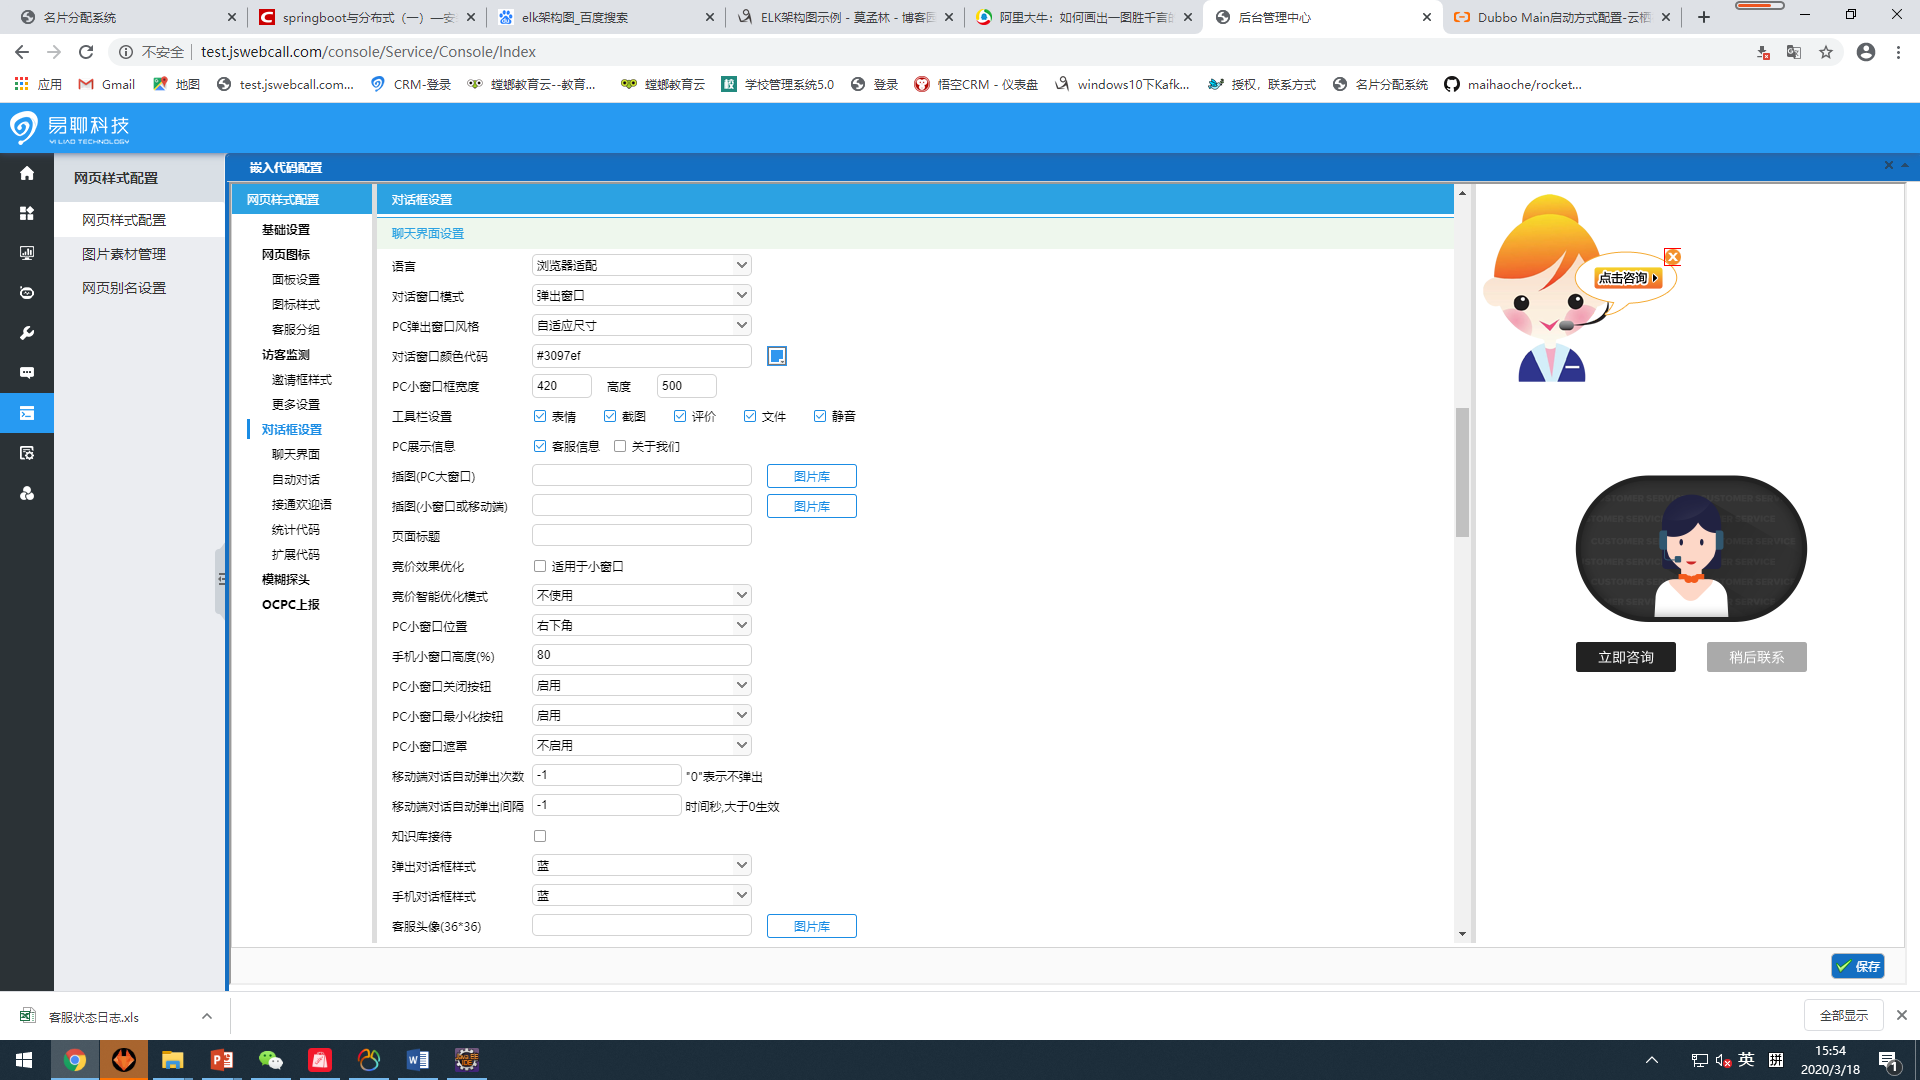 名片分配系统
springboot与分布式（一）—安
elk架构图_百度搜索
ELK架构图示例 - 莫孟林 - 博客园
阿里大牛：如何画出一图胜千言的
后台管理中心
Dubbo Main启动方式配置-云栖
不安全
test.jswebcall.com/console/Service/Console/Index
应用
Gmail
地图
test.jswebcall.com...
CRM-登录
螳螂教育云--教育...
螳螂教育云
学校管理系统5.0
登录
悟空CRM - 仪表盘
windows10下Kafk...
授权，联系方式
名片分配系统
maihaoche/rocket...
易聊科技
YI LIAO TECHNOLOGY
网页样式配置
网页样式配置
图片素材管理
网页别名设置
嵌入代码配置
网页样式配置
基础设置
网页图标
面板设置
图标样式
客服分组
访客监测
邀请框样式
更多设置
对话框设置
聊天界面
自动对话
接通欢迎语
统计代码
扩展代码
模糊探头
OCPC上报
对话框设置
聊天界面设置
语言 浏览器适配
对话窗口模式 弹出窗口
PC弹出窗口风格 自适应尺寸
对话窗口颜色代码 #3097ef
PC小窗口框宽度 420 高度 500
工具栏设置 表情 截图 评价 文件 静音
PC展示信息 客服信息 关于我们
插图(PC大窗口) 图片库
插图(小窗口或移动端) 图片库
页面标题
竞价效果优化 适用于小窗口
竞价智能优化模式 不使用
PC小窗口位置 右下角
手机小窗口高度(%) 80
PC小窗口关闭按钮 启用
PC小窗口最小化按钮 启用
PC小窗口遮罩 不启用
移动端对话自动弹出次数 -1 "0"表示不弹出
移动端对话自动弹出间隔 -1 时间秒,大于0生效
知识库接待
弹出对话框样式 蓝
手机对话框样式 蓝
客服头像(36*36) 图片库
点击咨询
立即咨询
稍后联系
保存
客服状态日志.xls
全部显示
英
拼
15:54
2020/3/18
1